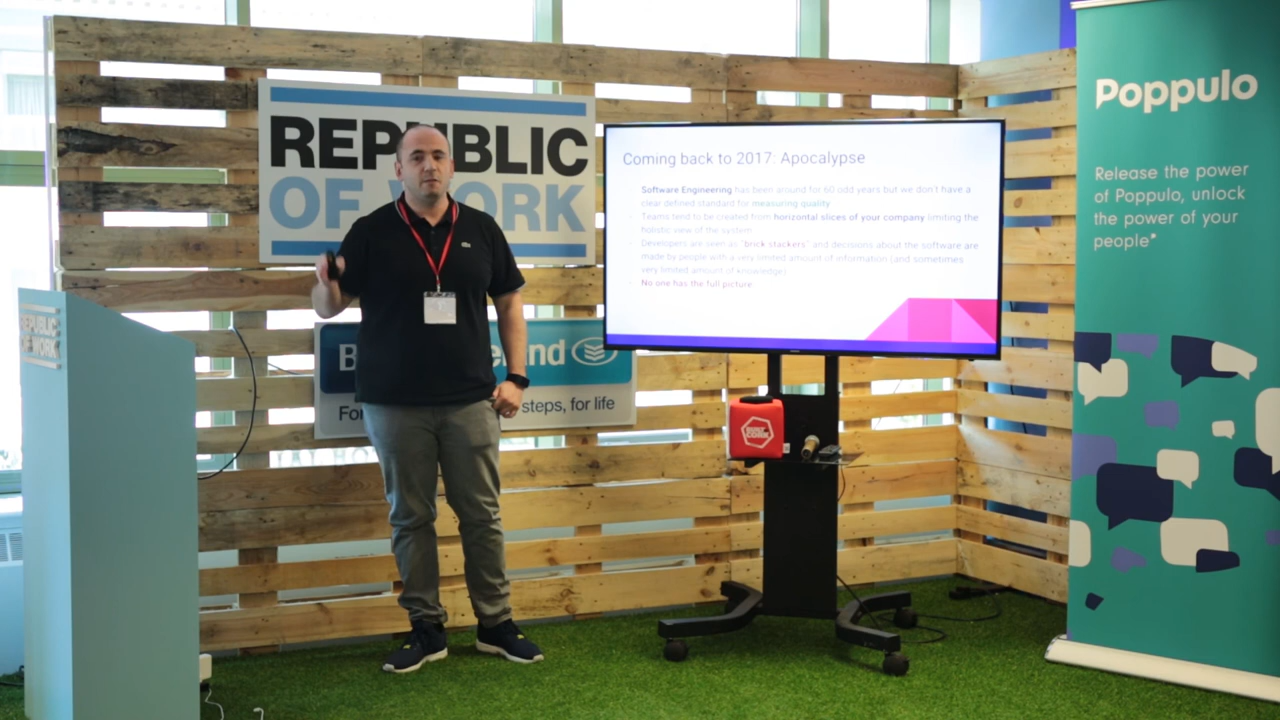 REPUBLIC
OF WORK
REPUBLIC
OF WORK
B eland
For steps, for life
Coming back to 2017: Apocalypse
Software Engineering has been around for 60 odd years but we don't have a
clear defined standard for measuring quality
- Teams tend to be created from horizontal slices of your company limiting the
holistic view of the system
- Developers are seen as "brick stackers" and decisions about the software are
made by people with a very limited amount of information (and sometimes
very limited amount of knowledge)
- No one has the full picture
BUILT
CORK
Poppulo
Release the power
of Poppulo, unlock
the power of your
people*